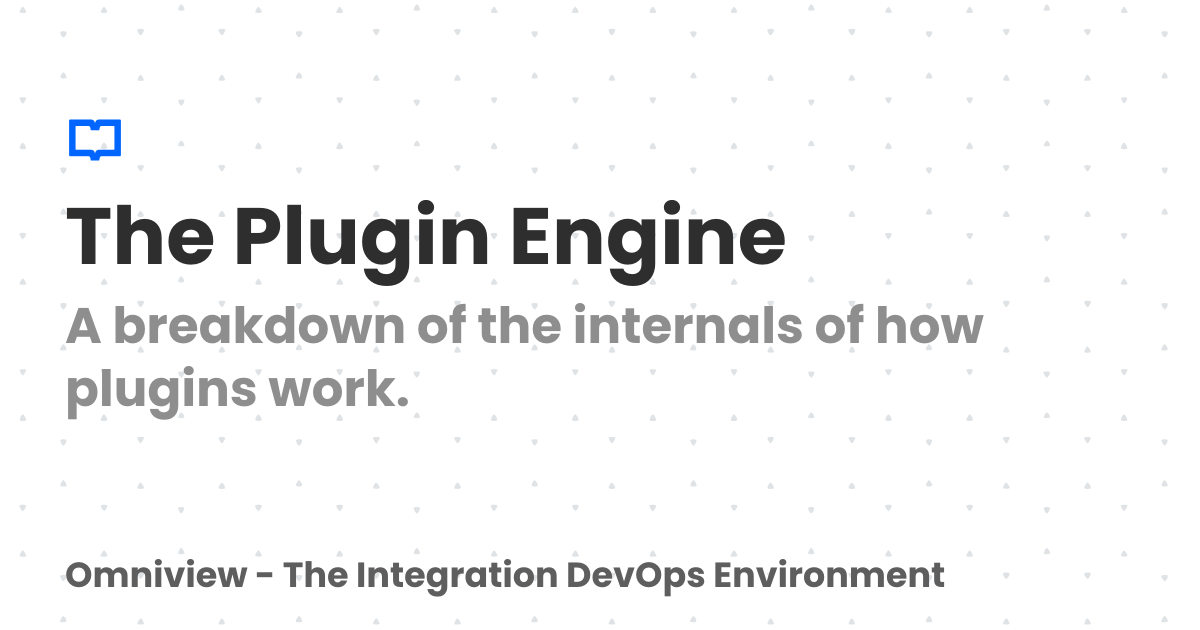 The Plugin Engine
A breakdown of the internals of how
plugins work.
Omniview - The Integration DevOps Environment